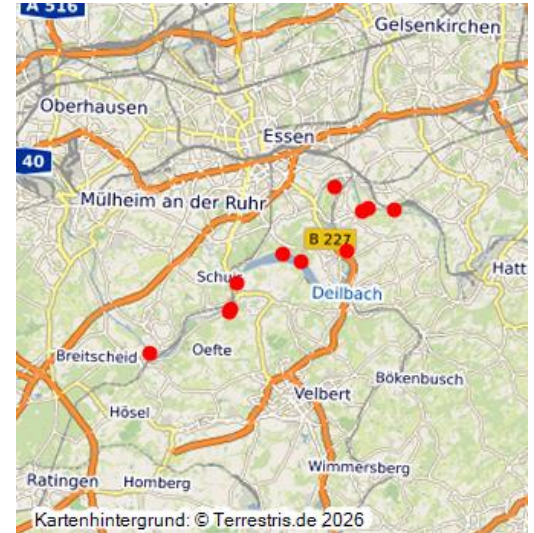 A 516
Gelsenkirchen
Oberhausen
Essen
40
Mülheim an der Ruhr
B 227
Hatt
Schuir
Deilbach
Breitscheid
Oefte
Bökenbusch
Velbert
Hösel
Wimmersberg
Ratingen
Homberg
Kartenhintergrund: © Terrestris.de 2026